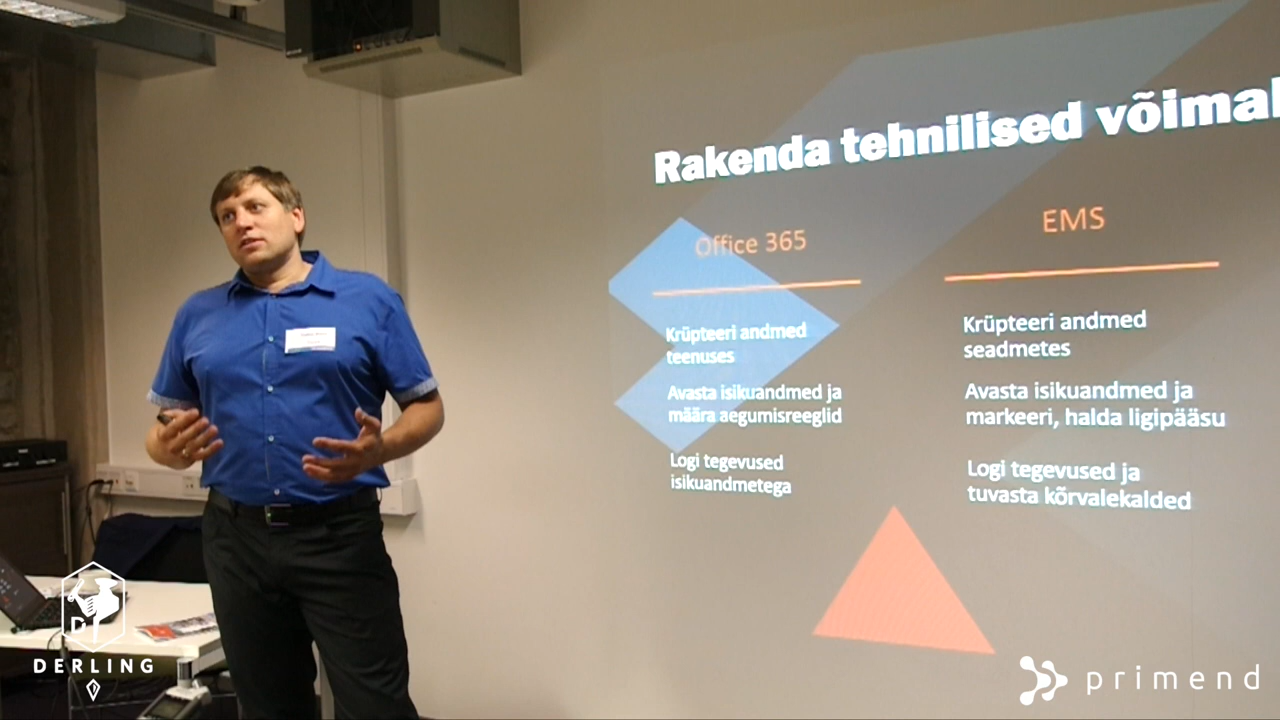 Rakenda tehnilised võimal
Office 365
Krüpteeri andmed
teenuses
Avasta isikuandmed ja
määra aegumisreeglid
Logi tegevused
isikuandmetega
EMS
Krüpteeri andmed
seadmetes
Avasta isikuandmed ja
markeeri, halda ligipääsu
Logi tegevused ja
tuvasta kõrvalekalded
D
DERLING
primend